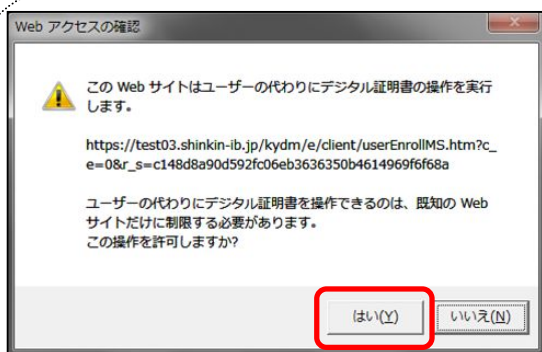 Web アクセスの確認
この Web サイトはユーザーの代わりにデジタル証明書の操作を実行
します。
https://test03.shinkin-ib.jp/kydm/e/client/userEnrollMS.htm?c_
e=0&r_s=c148d8a90d592fc06eb3636350b4614969f6f68a
ユーザーの代わりにデジタル証明書を操作できるのは、既知の Web
サイトだけに制限する必要があります。
この操作を許可しますか?
はい(Y) いいえ(N)